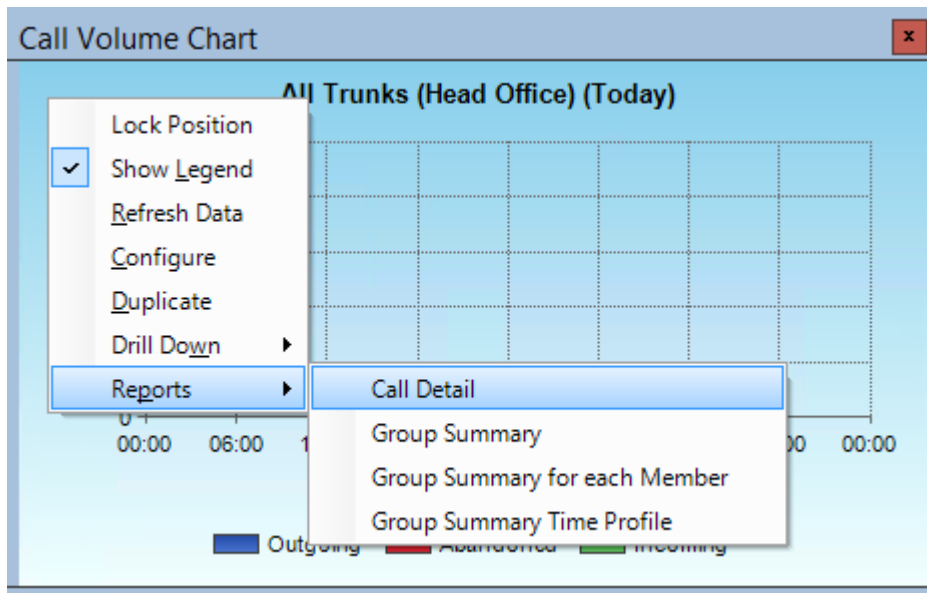 Call Volume Chart
x
All Trunks (Head Office) (Today)
Lock Position
Show Legend
Refresh Data
Configure
Duplicate
Drill Down
Reports
Call Detail
Group Summary
Group Summary for each Member
Group Summary Time Profile
0
00:00 06:00 00:00
Outgoing Abandoned Incoming